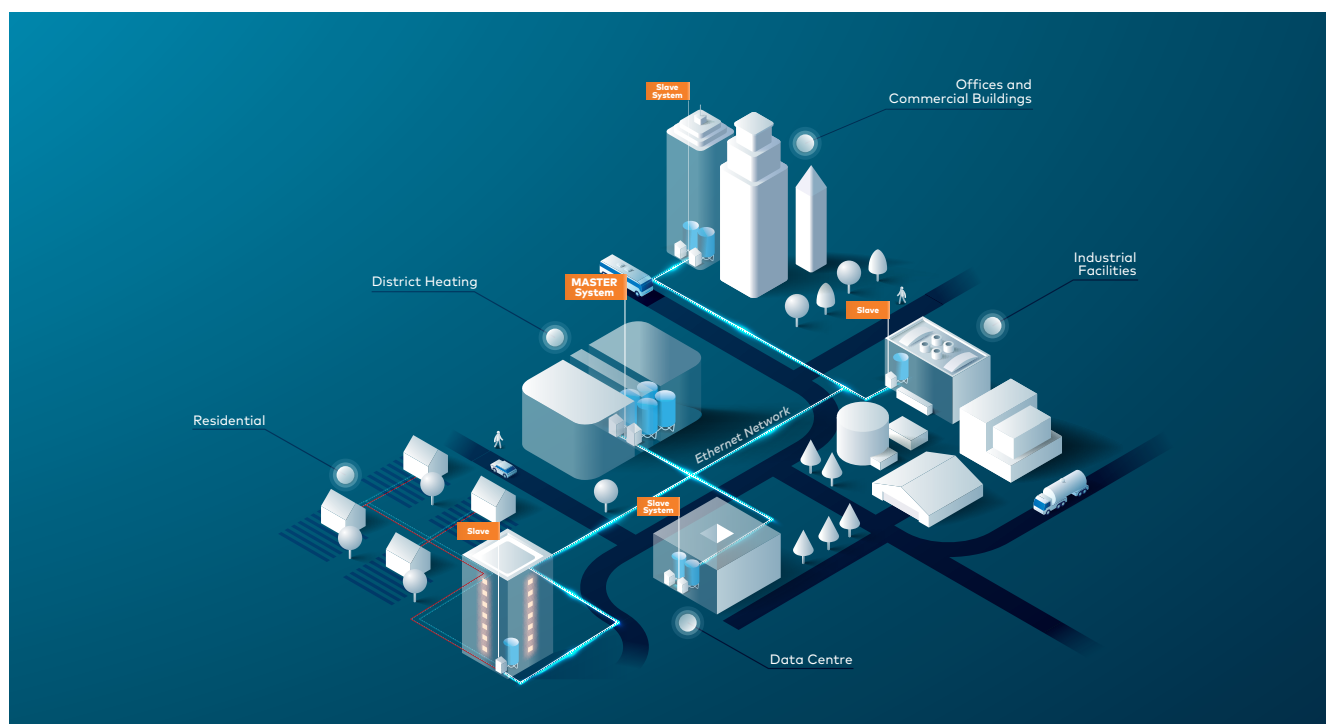 Slave
System
Offices and
Commercial Buildings
Industrial
Facilities
District Heating
MASTER
System
Slave
Residential
Ethernet Network
Slave
System
Slave
Data Centre